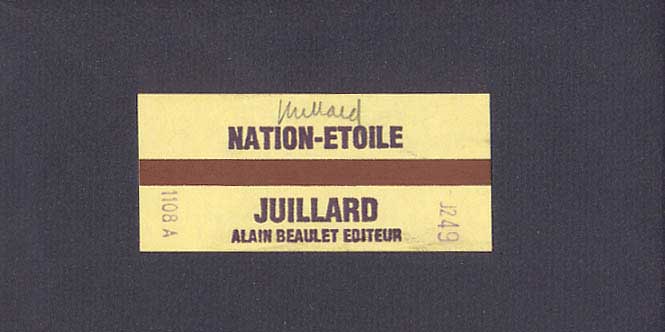 Juillard
NATION-ETOILE
JUILLARD
ALAIN BEAULET EDITEUR
1108 A
J249